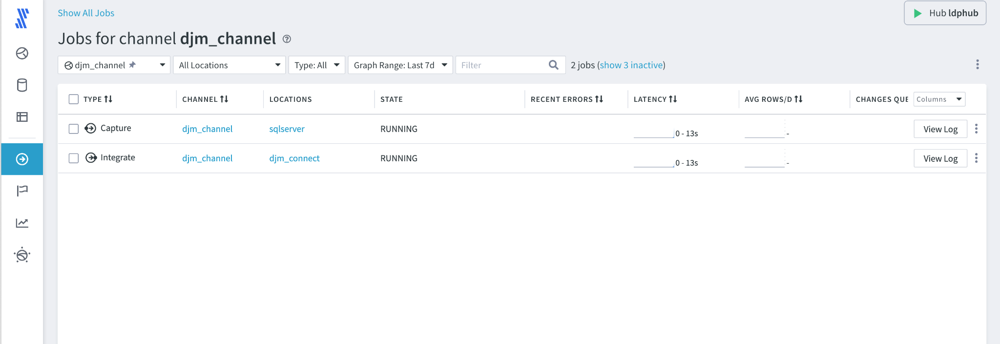 Show All Jobs
Hub ldphub
Jobs for channel djm_channel
djm_channel All Locations Type: All Graph Range: Last 7d Filter 2 jobs (show 3 inactive)
TYPE CHANNEL LOCATIONS STATE RECENT ERRORS LATENCY AVG ROWS/D CHANGES QUE Columns
Capture djm_channel sqlserver RUNNING 0 - 13s - View Log
Integrate djm_channel djm_connect RUNNING 0 - 13s - View Log